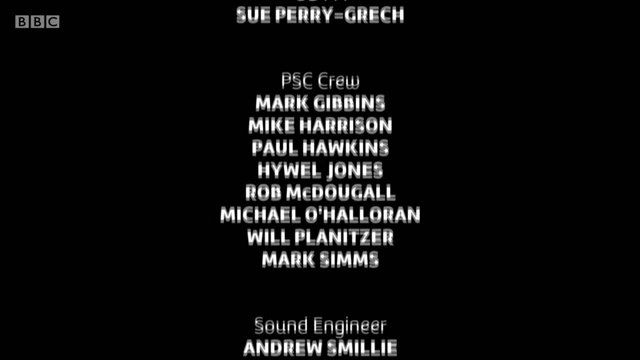 BBC
SUE PERRY-GRECH
PSC Crew
MARK GIBBINS
MIKE HARRISON
PAUL HAWKINS
HYWEL JONES
ROB McDOUGALL
MICHAEL O'HALLORAN
WILL PLANITZER
MARK SIMMS
Sound Engineer
ANDREW SMILLIE